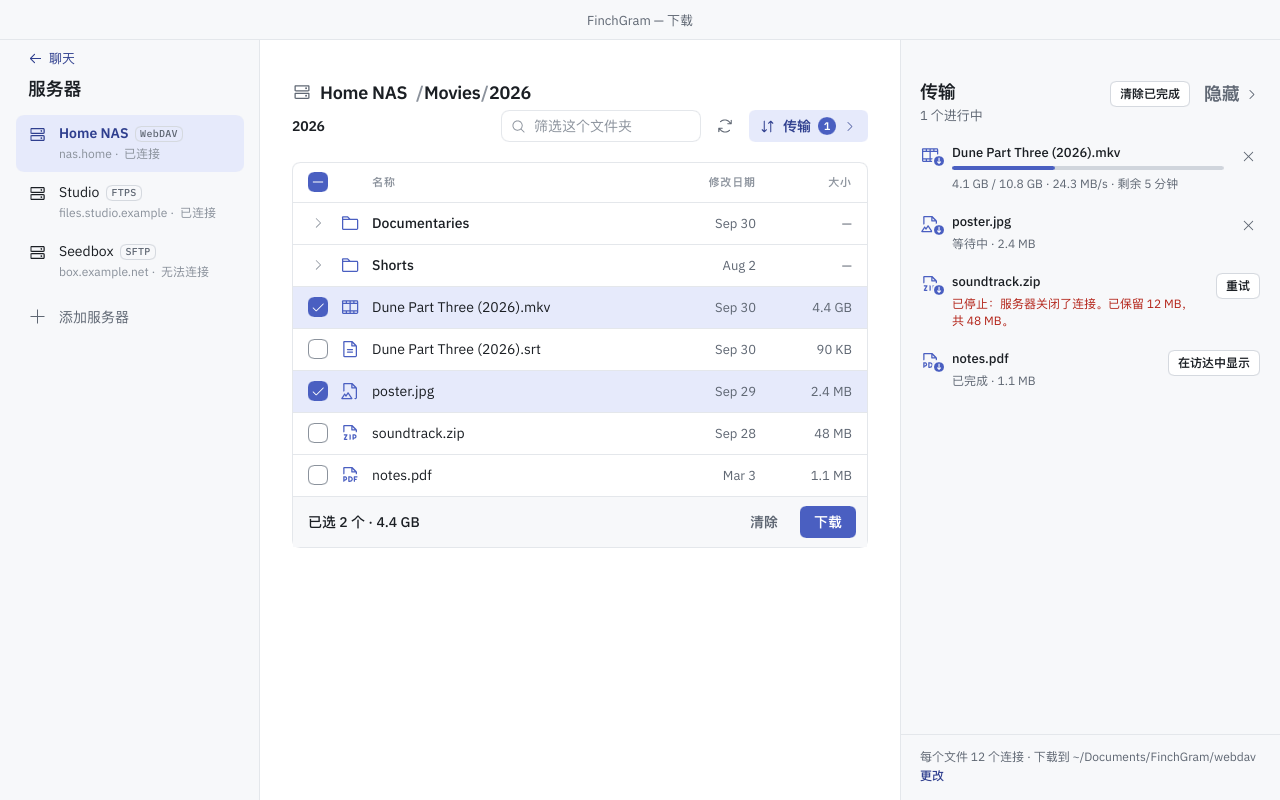 FinchGram — 下载
聊天
服务器
Home NAS WebDAV
nas.home · 已连接
Studio FTPS
files.studio.example · 已连接
Seedbox SFTP
box.example.net · 无法连接
添加服务器
Home NAS /Movies/2026
2026
筛选这个文件夹
传输 1
名称 修改日期 大小
Documentaries Sep 30 —
Shorts Aug 2 —
Dune Part Three (2026).mkv Sep 30 4.4 GB
Dune Part Three (2026).srt Sep 30 90 KB
poster.jpg Sep 29 2.4 MB
ZIP soundtrack.zip Sep 28 48 MB
PDF notes.pdf Mar 3 1.1 MB
已选 2 个 · 4.4 GB 清除 下载
传输 清除已完成 隐藏
1 个进行中
Dune Part Three (2026).mkv
4.1 GB / 10.8 GB · 24.3 MB/s · 剩余 5 分钟
poster.jpg
等待中 · 2.4 MB
soundtrack.zip 重试
已停止：服务器关闭了连接。已保留 12 MB，
共 48 MB。
notes.pdf 在访达中显示
已完成 · 1.1 MB
每个文件 12 个连接 · 下载到 ~/Documents/FinchGram/webdav
更改